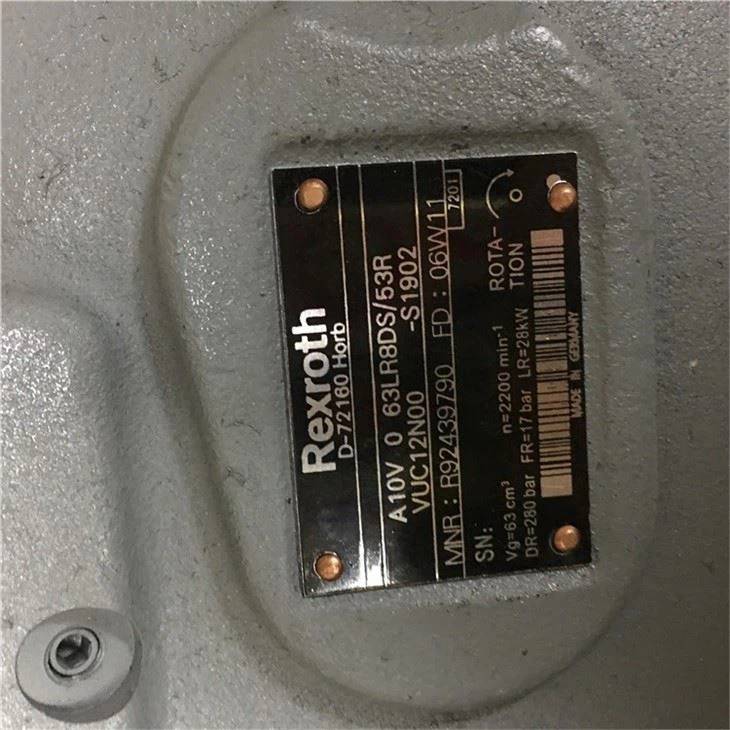 Rexroth
D-72160 Horb
A10V O 63LR8DS/53R
VUC12N00 -S1902
MNR: R92439790 FD: 06W11 7201
SN:
Vg=63 cm³ n=2200 min-1
DR=280 bar FR=17 bar LR=28kW
ROTA-
TION
MADE IN GERMANY